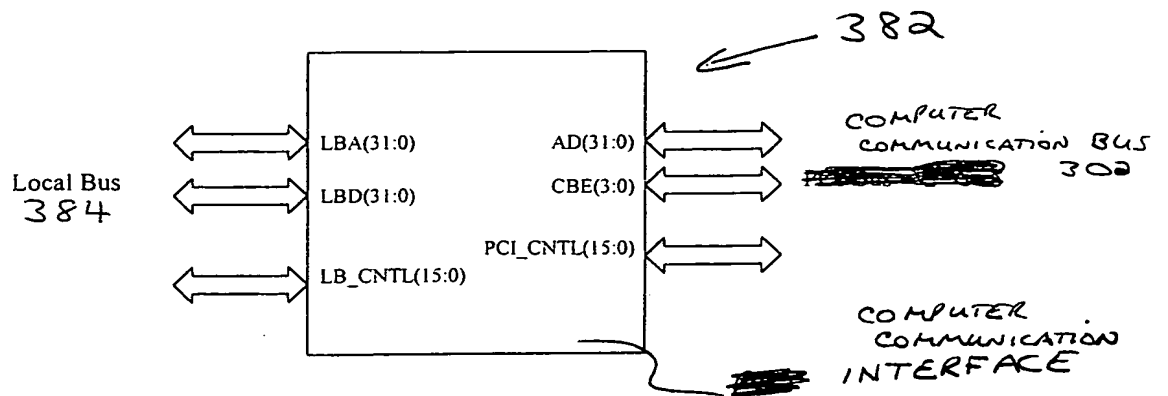 382
Local Bus
384
LBA(31:0)
LBD(31:0)
LB_CNTL(15:0)
AD(31:0)
CBE(3:0)
PCI_CNTL(15:0)
COMPUTER
COMMUNICATION BUS
302
COMPUTER
COMMUNICATION
INTERFACE